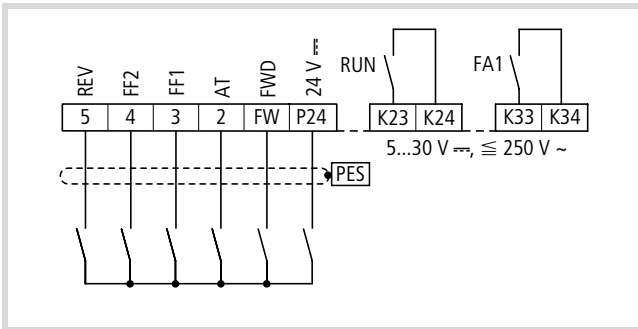 REV FF2 FF1 AT FWD 24 V ⎓ RUN FA1
5 4 3 2 FW P24 K23 K24 K33 K34
5...30 V ⎓, ≦ 250 V ~
PES